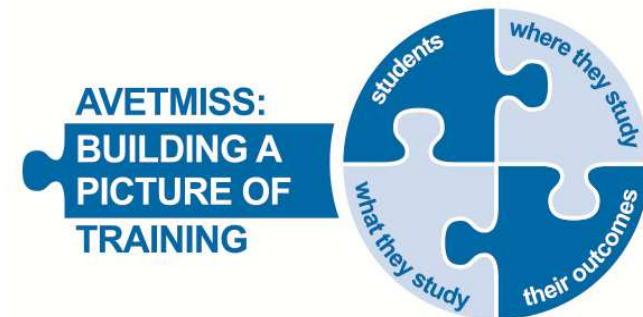 AVETMISS:
BUILDING A
PICTURE OF
TRAINING
students
where they study
what they study
their outcomes